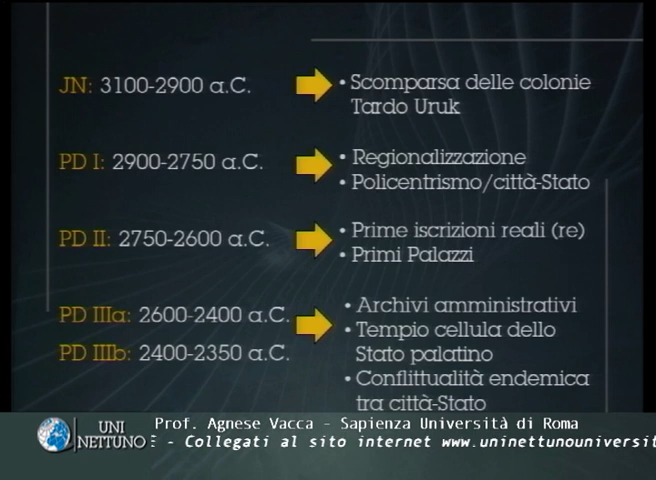 JN: 3100-2900 a.C.
• Scomparsa delle colonie
Tardo Uruk
PD I: 2900-2750 a.C.
• Regionalizzazione
• Policentrismo/città-Stato
PD II: 2750-2600 a.C.
• Prime iscrizioni reali (re)
• Primi Palazzi
PD IIIa: 2600-2400 a.C.
PD IIIb: 2400-2350 a.C.
• Archivi amministrativi
• Tempio cellula dello
Stato palatino
• Conflittualità endemica
tra città-Stato
UNI
NETTUNO
Prof. Agnese Vacca - Sapienza Università di Roma
E - Collegati al sito internet www.uninettunouniversit